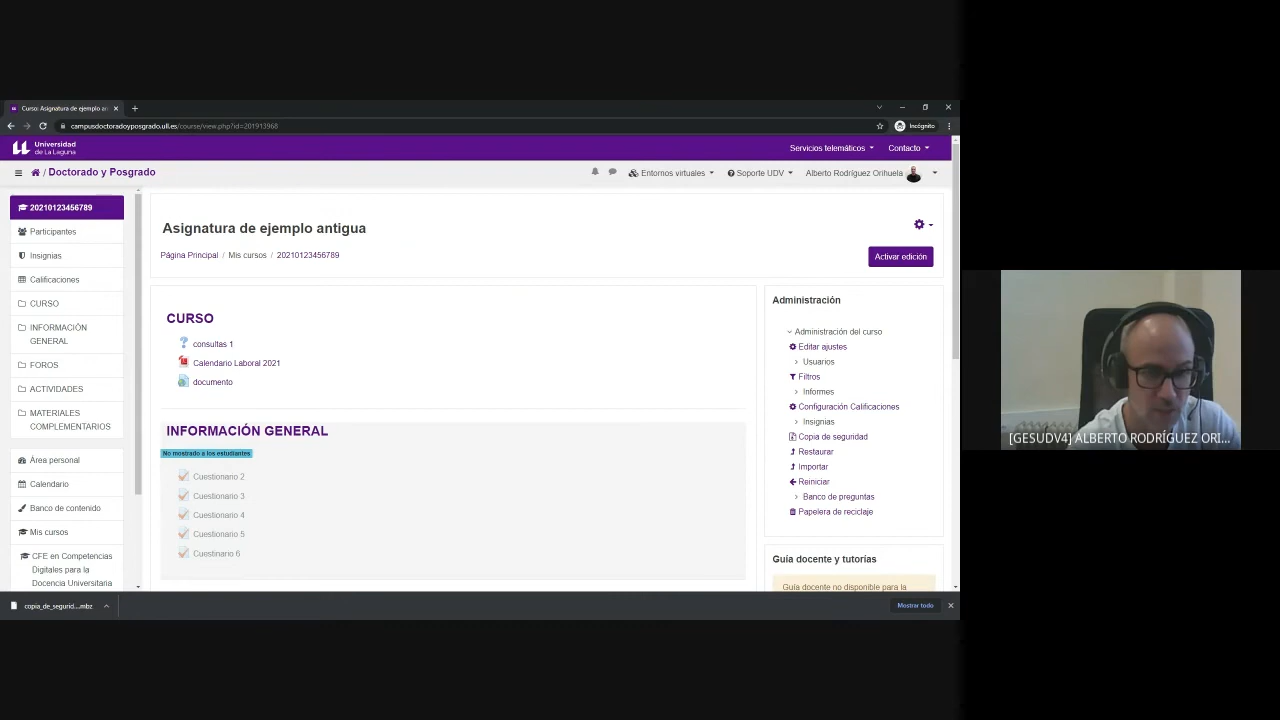 Curso: Asignatura de ejemplo an
campusdoctoradoyposgrado.ull.es/course/view.php?id=201913968
Incógnito
Universidad
de La Laguna
Servicios telemáticos
Contacto
/ Doctorado y Posgrado
Entornos virtuales
Soporte UDV
Alberto Rodríguez Orihuela
20210123456789
Participantes
Insignias
Calificaciones
CURSO
INFORMACIÓN
GENERAL
FOROS
ACTIVIDADES
MATERIALES
COMPLEMENTARIOS
Área personal
Calendario
Banco de contenido
Mis cursos
CFE en Competencias
Digitales para la
Docencia Universitaria
Asignatura de ejemplo antigua
Página Principal / Mis cursos / 20210123456789
Activar edición
CURSO
consultas 1
Calendario Laboral 2021
documento
INFORMACIÓN GENERAL
No mostrado a los estudiantes
Cuestionario 2
Cuestionario 3
Cuestionario 4
Cuestionario 5
Cuestinario 6
Administración
Administración del curso
Editar ajustes
Usuarios
Filtros
Informes
Configuración Calificaciones
Insignias
Copia de seguridad
Restaurar
Importar
Reiniciar
Banco de preguntas
Papelera de reciclaje
Guía docente y tutorías
Guía docente no disponible para la
copia_de_segurid....mbz
Mostrar todo
[GESUDV4] ALBERTO RODRÍGUEZ ORI...